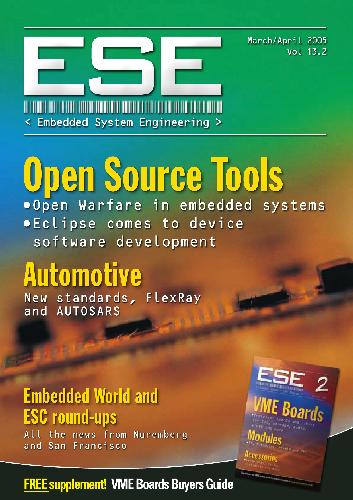 March/April 2005
Vol 13.2
ESE
< Embedded System Engineering >
Open Source Tools
•Open Warfare in embedded systems
•Eclipse comes to device
software development
Automotive
New standards, FlexRay
and AUTOSARS
Embedded World and
ESC round-ups
All the news from Nuremberg
and San Francisco
ESE 2
VME Boards
Modules
Accessories
FREE supplement! VME Boards Buyers Guide